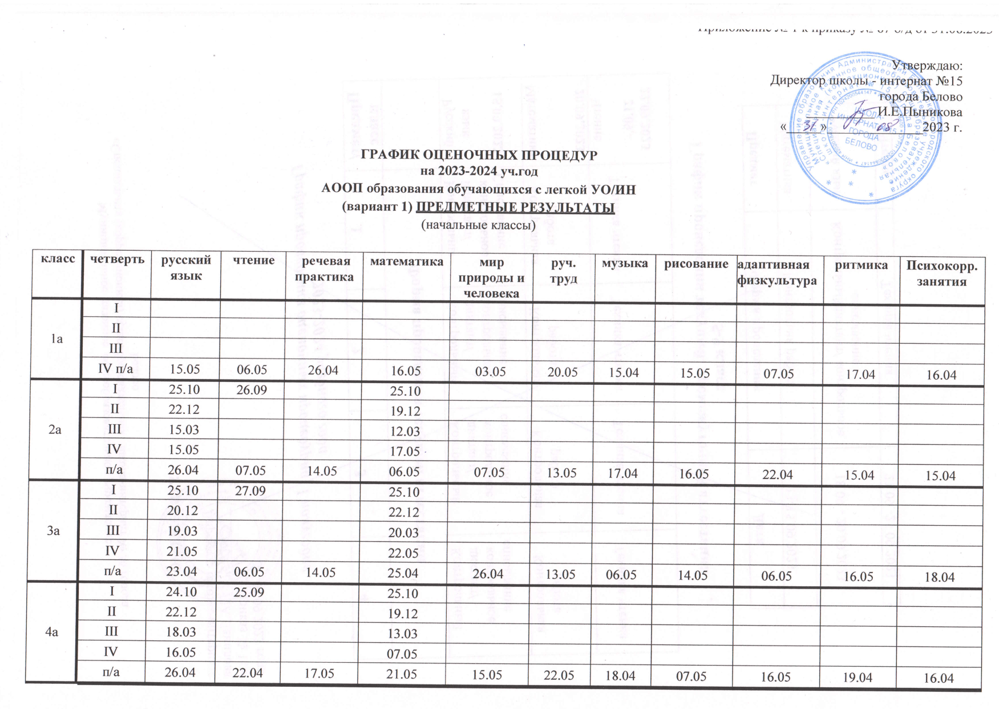 Приложение № 1 к приказу № 67 о/д от 31.08.2023
Утверждаю:
Директор школы - интернат №15
города Белово
И.Е.Пыникова
« 31 » 08 2023 г.
ШКОЛА-
ИНТЕРНАТ №15
ГОРОДА
БЕЛОВО
ГРАФИК ОЦЕНОЧНЫХ ПРОЦЕДУР
на 2023-2024 уч.год
АООП образования обучающихся с легкой УО/ИН
(вариант 1) ПРЕДМЕТНЫЕ РЕЗУЛЬТАТЫ
(начальные классы)
класс четверть русский язык чтение речевая практика математика мир природы и человека руч. труд музыка рисование адаптивная физкультура ритмика Психокорр. занятия
1а
I
II
III
IV п/а 15.05 06.05 26.04 16.05 03.05 20.05 15.04 15.05 07.05 17.04 16.04
2а
I 25.10 26.09 25.10
II 22.12 19.12
III 15.03 12.03
IV 15.05 17.05
п/а 26.04 07.05 14.05 06.05 07.05 13.05 17.04 16.05 22.04 15.04 15.04
3а
I 25.10 27.09 25.10
II 20.12 22.12
III 19.03 20.03
IV 21.05 22.05
п/а 23.04 06.05 14.05 25.04 26.04 13.05 06.05 14.05 06.05 16.05 18.04
4а
I 24.10 25.09 25.10
II 22.12 19.12
III 18.03 13.03
IV 16.05 07.05
п/а 26.04 22.04 17.05 21.05 15.05 22.05 18.04 07.05 16.05 19.04 16.04